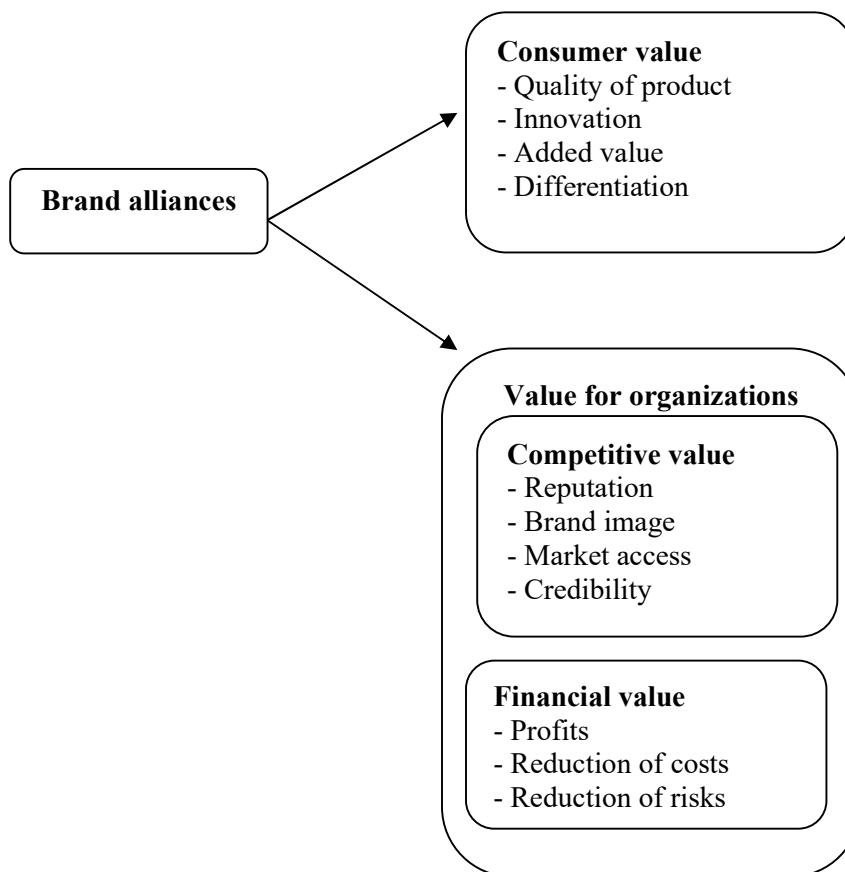 Brand alliances
Consumer value
- Quality of product
- Innovation
- Added value
- Differentiation
Value for organizations
Competitive value
- Reputation
- Brand image
- Market access
- Credibility
Financial value
- Profits
- Reduction of costs
- Reduction of risks